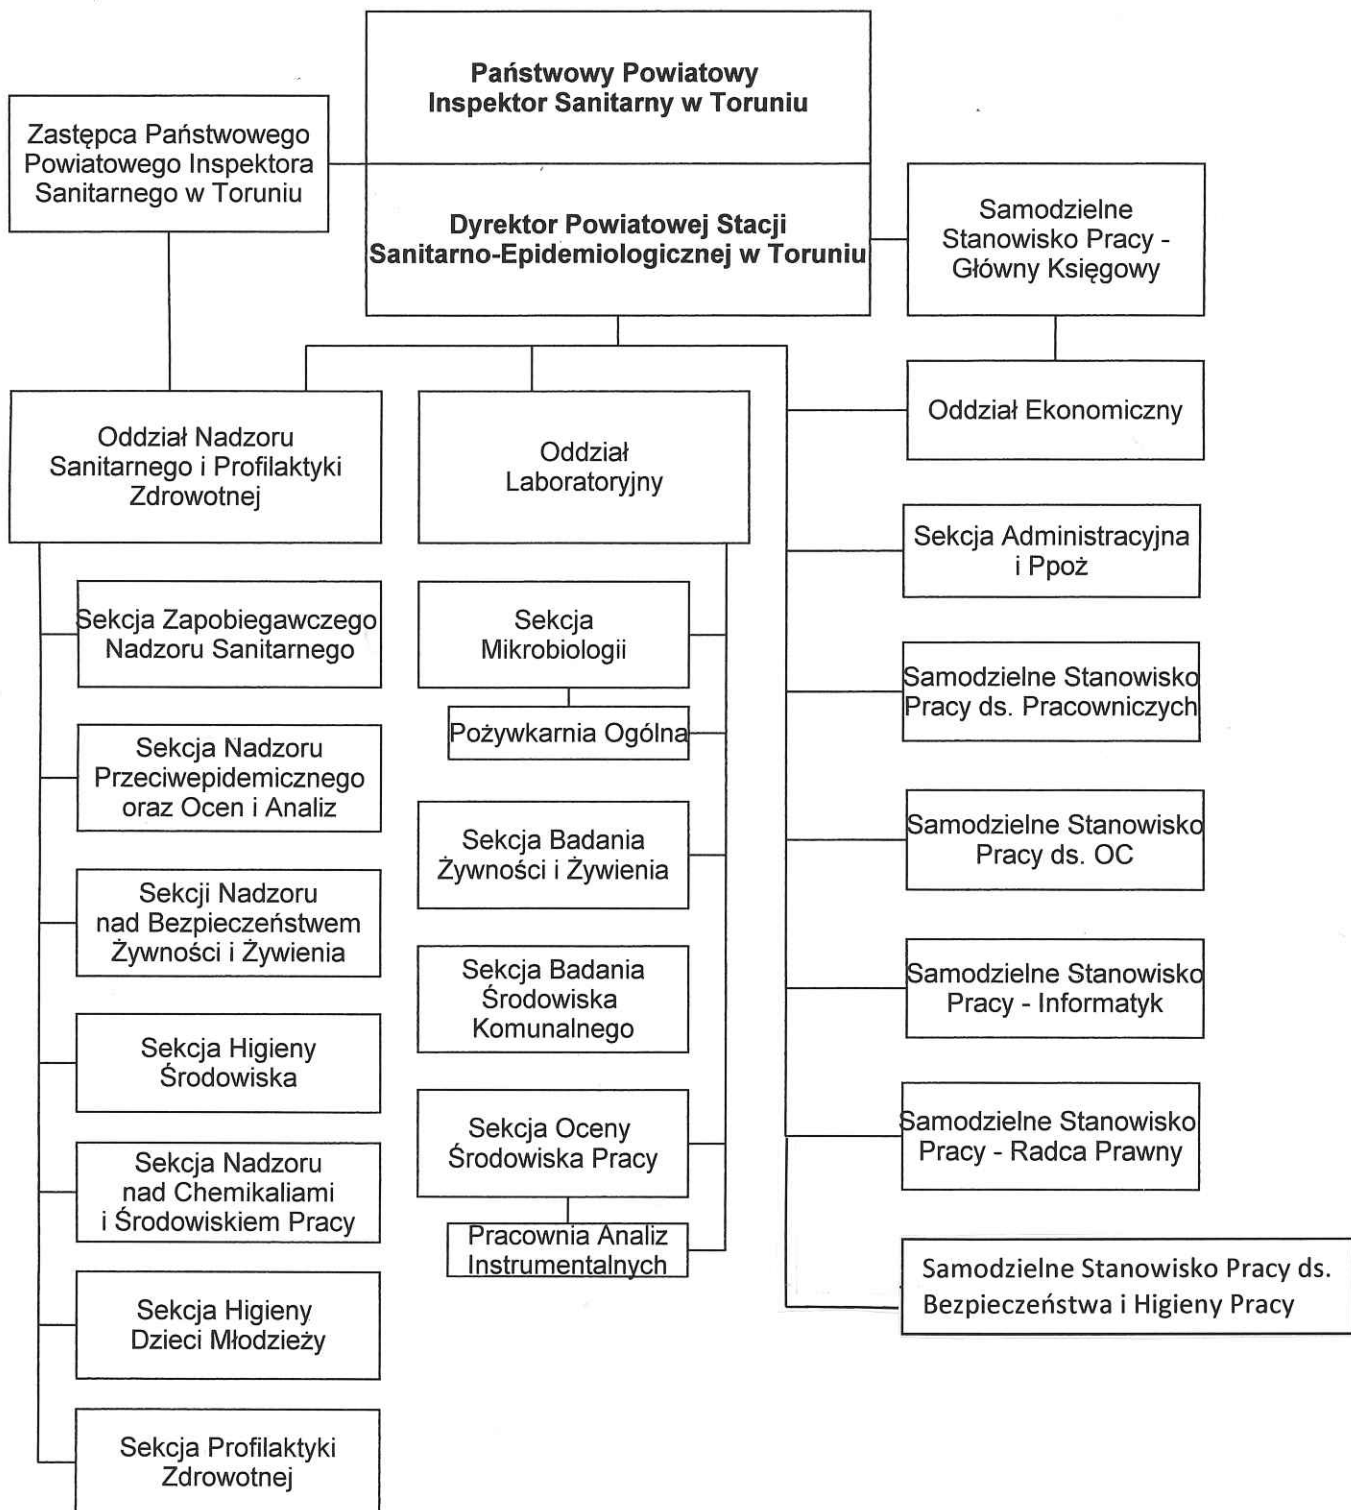 Państwowy Powiatowy
Inspektor Sanitarny w Toruniu
Zastępca Państwowego
Powiatowego Inspektora
Sanitarnego w Toruniu
Dyrektor Powiatowej Stacji
Sanitarno-Epidemiologicznej w Toruniu
Samodzielne
Stanowisko Pracy -
Główny Księgowy
Oddział Nadzoru
Sanitarnego i Profilaktyki
Zdrowotnej
Sekcja Zapobiegawczego
Nadzoru Sanitarnego
Sekcja Nadzoru
Przeciwepidemicznego
oraz Ocen i Analiz
Sekcji Nadzoru
nad Bezpieczeństwem
Żywności i Żywienia
Sekcja Higieny
Środowiska
Sekcja Nadzoru
nad Chemikaliami
i Środowiskiem Pracy
Sekcja Higieny
Dzieci Młodzieży
Sekcja Profilaktyki
Zdrowotnej
Oddział
Laboratoryjny
Sekcja
Mikrobiologii
Pożywkarnia Ogólna
Sekcja Badania
Żywności i Żywienia
Sekcja Badania
Środowiska
Komunalnego
Sekcja Oceny
Środowiska Pracy
Pracownia Analiz
Instrumentalnych
Oddział Ekonomiczny
Sekcja Administracyjna
i Ppoż
Samodzielne Stanowisko
Pracy ds. Pracowniczych
Samodzielne Stanowisko
Pracy ds. OC
Samodzielne Stanowisko
Pracy - Informatyk
Samodzielne Stanowisko
Pracy - Radca Prawny
Samodzielne Stanowisko Pracy ds.
Bezpieczeństwa i Higieny Pracy